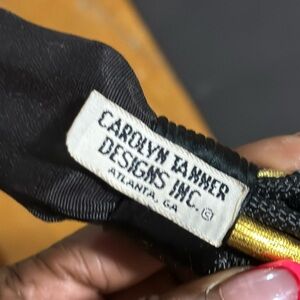 CAROLYN TANNER
DESIGNS INC. ©
ATLANTA, GA